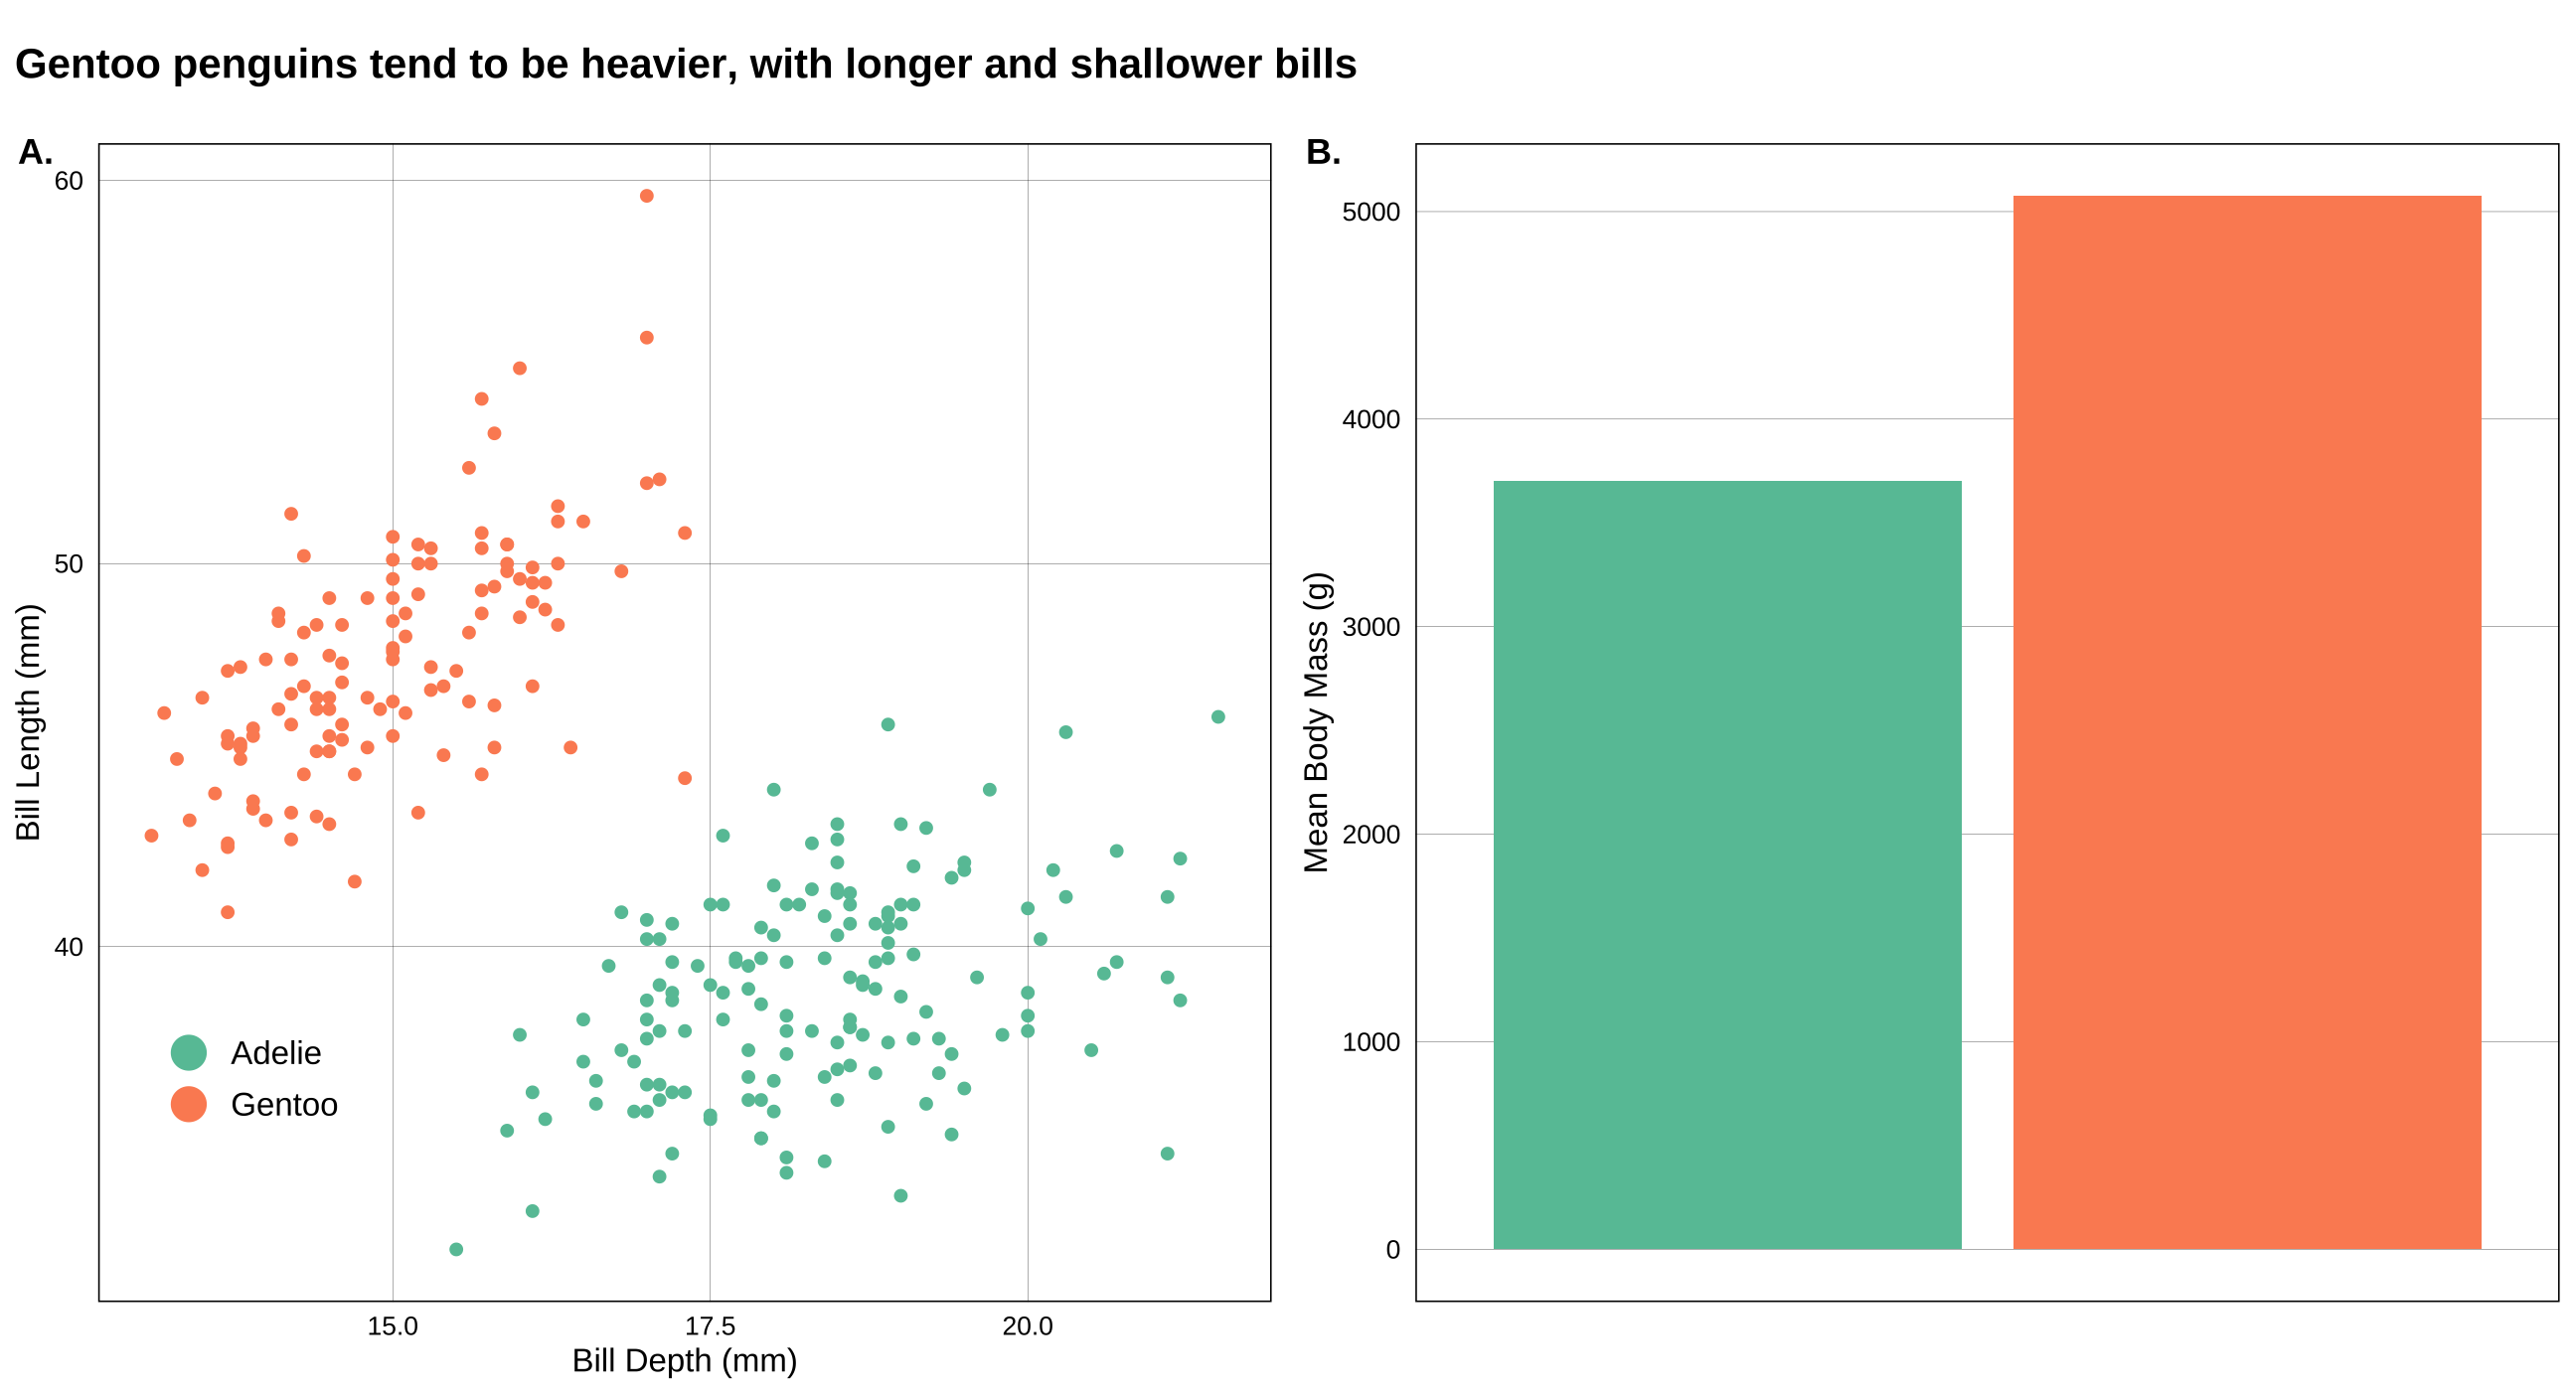 Gentoo penguins tend to be heavier, with longer and shallower bills
A.
60
50
40
Bill Length (mm)
Adelie
Gentoo
15.0 17.5 20.0
Bill Depth (mm)
B.
5000
4000
3000
2000
1000
0
Mean Body Mass (g)